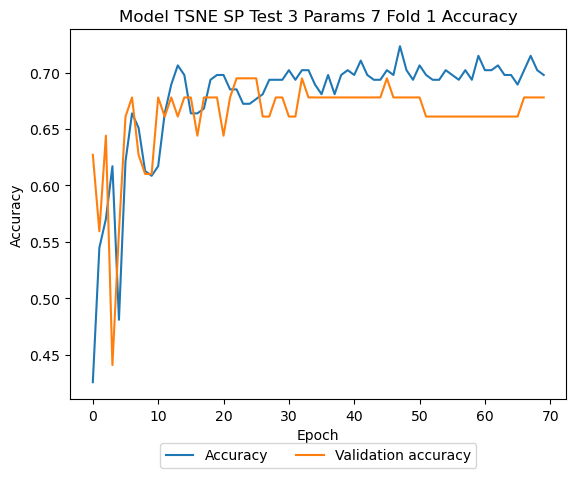 Model TSNE SP Test 3 Params 7 Fold 1 Accuracy
Accuracy
0.70
0.65
0.60
0.55
0.50
0.45
0 10 20 30 40 50 60 70
Epoch
Accuracy Validation accuracy